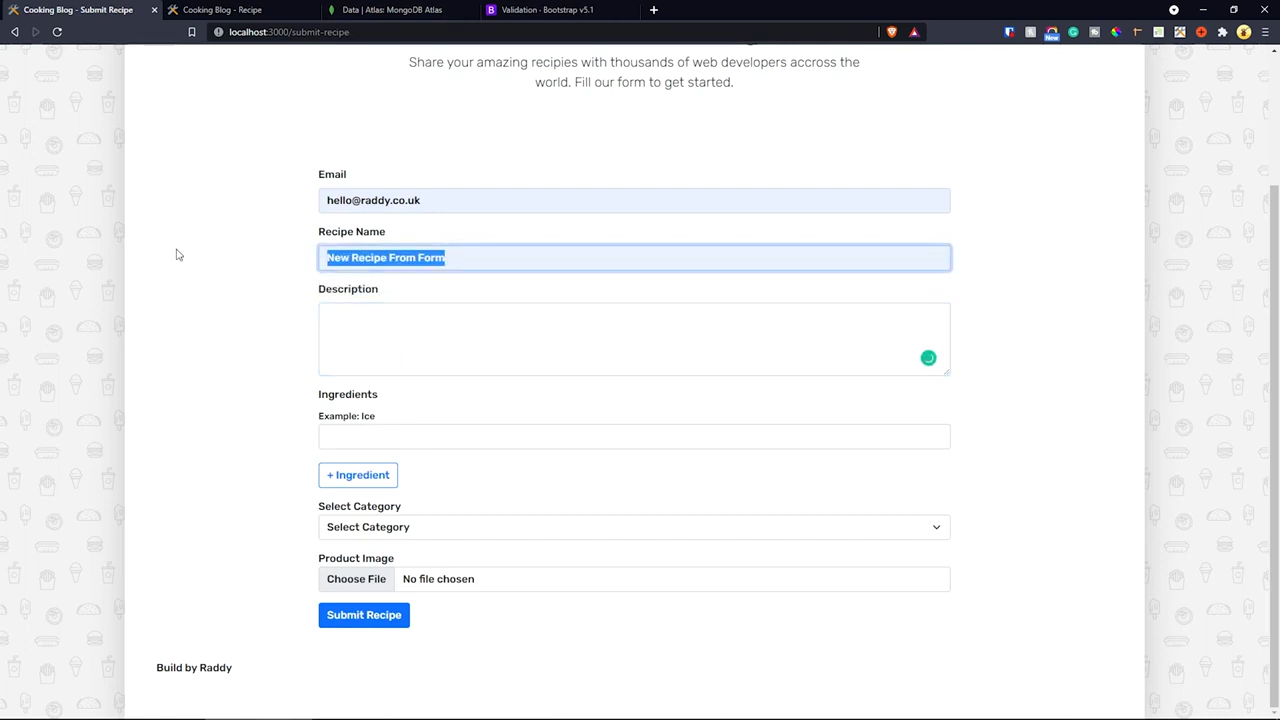 Cooking Blog - Submit Recipe
Cooking Blog - Recipe
Data | Atlas: MongoDB Atlas
Validation · Bootstrap v5.1
localhost:3000/submit-recipe
New
Share your amazing reapies with thousands of web developers accross the
world. Fill our form to get started.
Email
hello@raddy.co.uk
Recipe Name
New Recipe From Form
Description
Ingredients
Example: Ice
+ Ingredient
Select Category
Select Category
Product Image
Choose File No file chosen
Submit Recipe
Build by Raddy